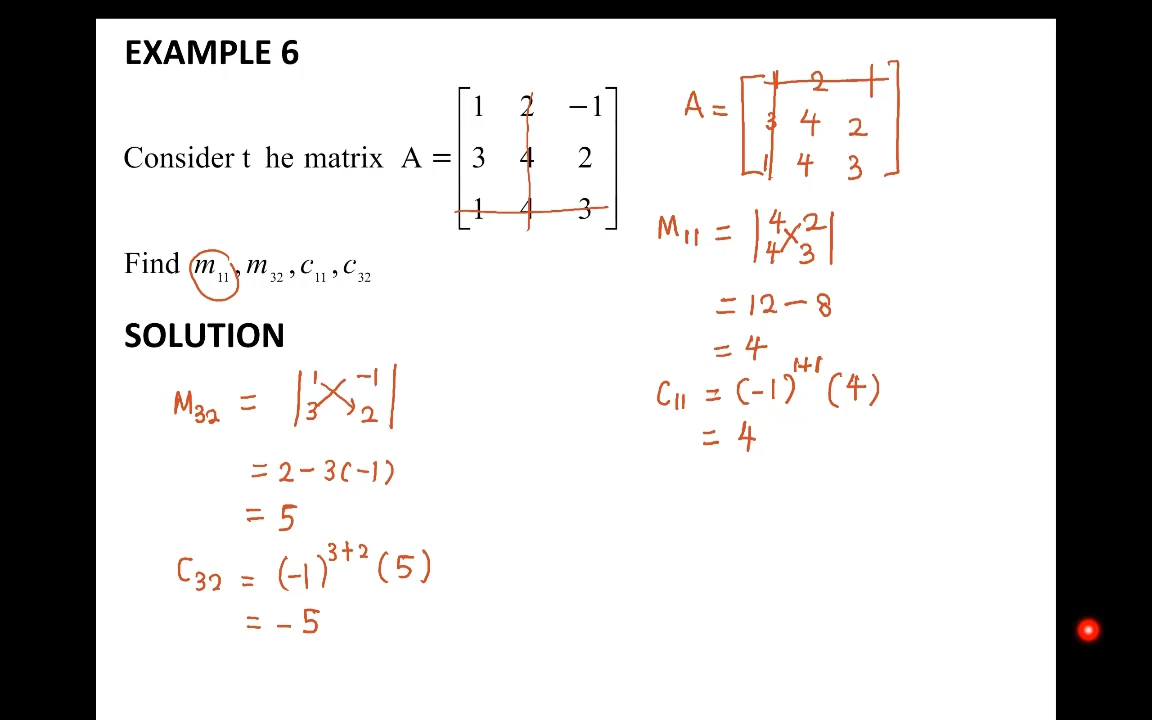 EXAMPLE 6
Consider t he matrix A =
[ 1 2 −1 ]
[ 3 4 2 ]
[ 1 4 3 ]
Find m₁₁, m₃₂, c₁₁, c₃₂
SOLUTION
M₃₂ = | 1 -1 |
| 3 2 |
= 2 - 3(-1)
= 5
C₃₂ = (-1)³⁺² (5)
= - 5
A = [ 1 2 1 ]
[ 3 4 2 ]
[ 1 4 3 ]
M₁₁ = | 4 2 |
| 4 3 |
= 12 - 8
= 4
C₁₁ = (-1)¹⁺¹ (4)
= 4